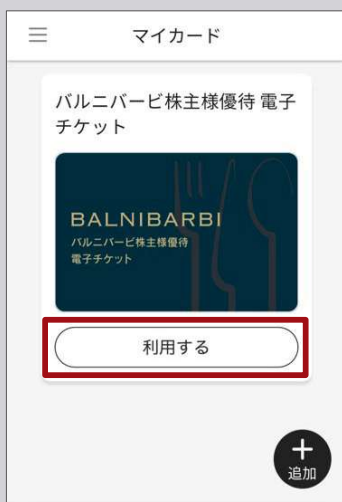 マイカード
バルニバービ株主様優待 電子
チケット
BALNIBARBI
バルニバービ株主様優待
電子チケット
利用する
追加